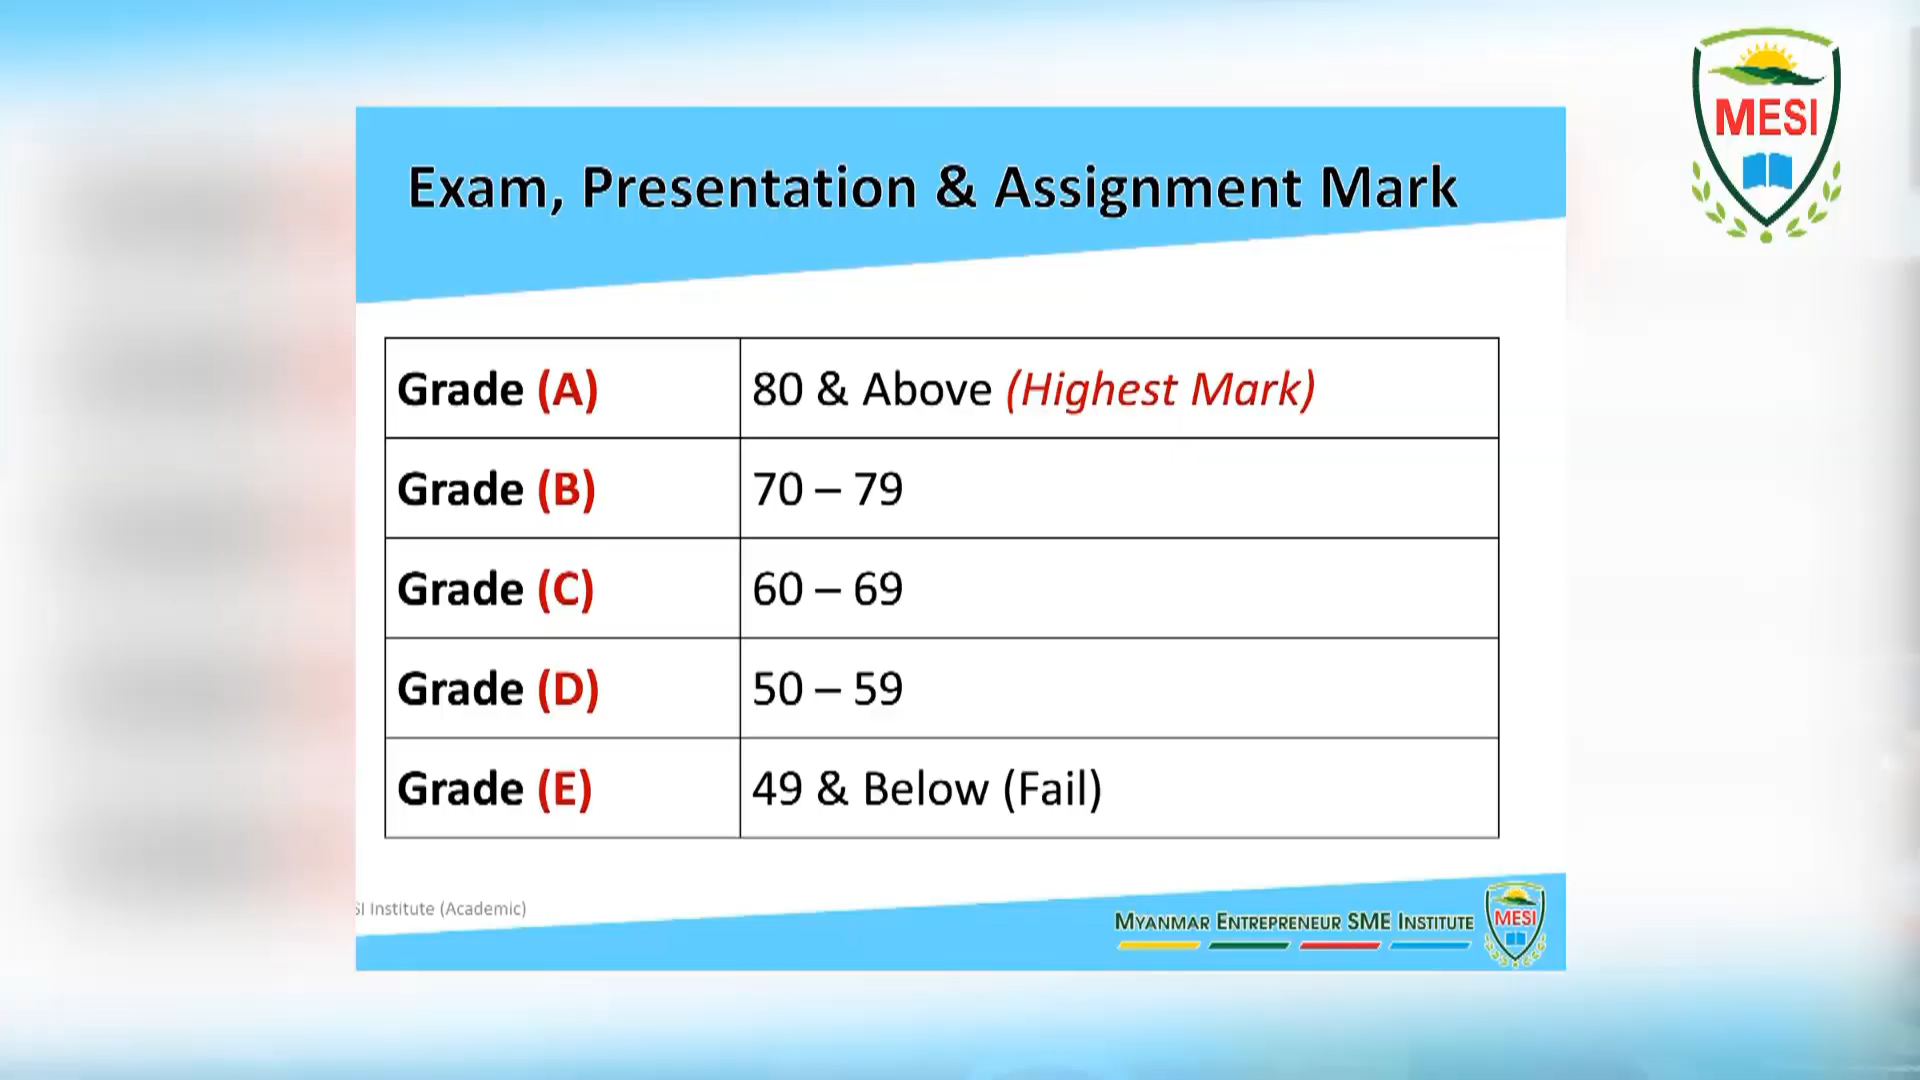 MESI
Exam, Presentation & Assignment Mark
Grade (A) 80 & Above (Highest Mark)
Grade (B) 70 – 79
Grade (C) 60 – 69
Grade (D) 50 – 59
Grade (E) 49 & Below (Fail)
SI Institute (Academic)
MYANMAR ENTREPRENEUR SME INSTITUTE
MESI